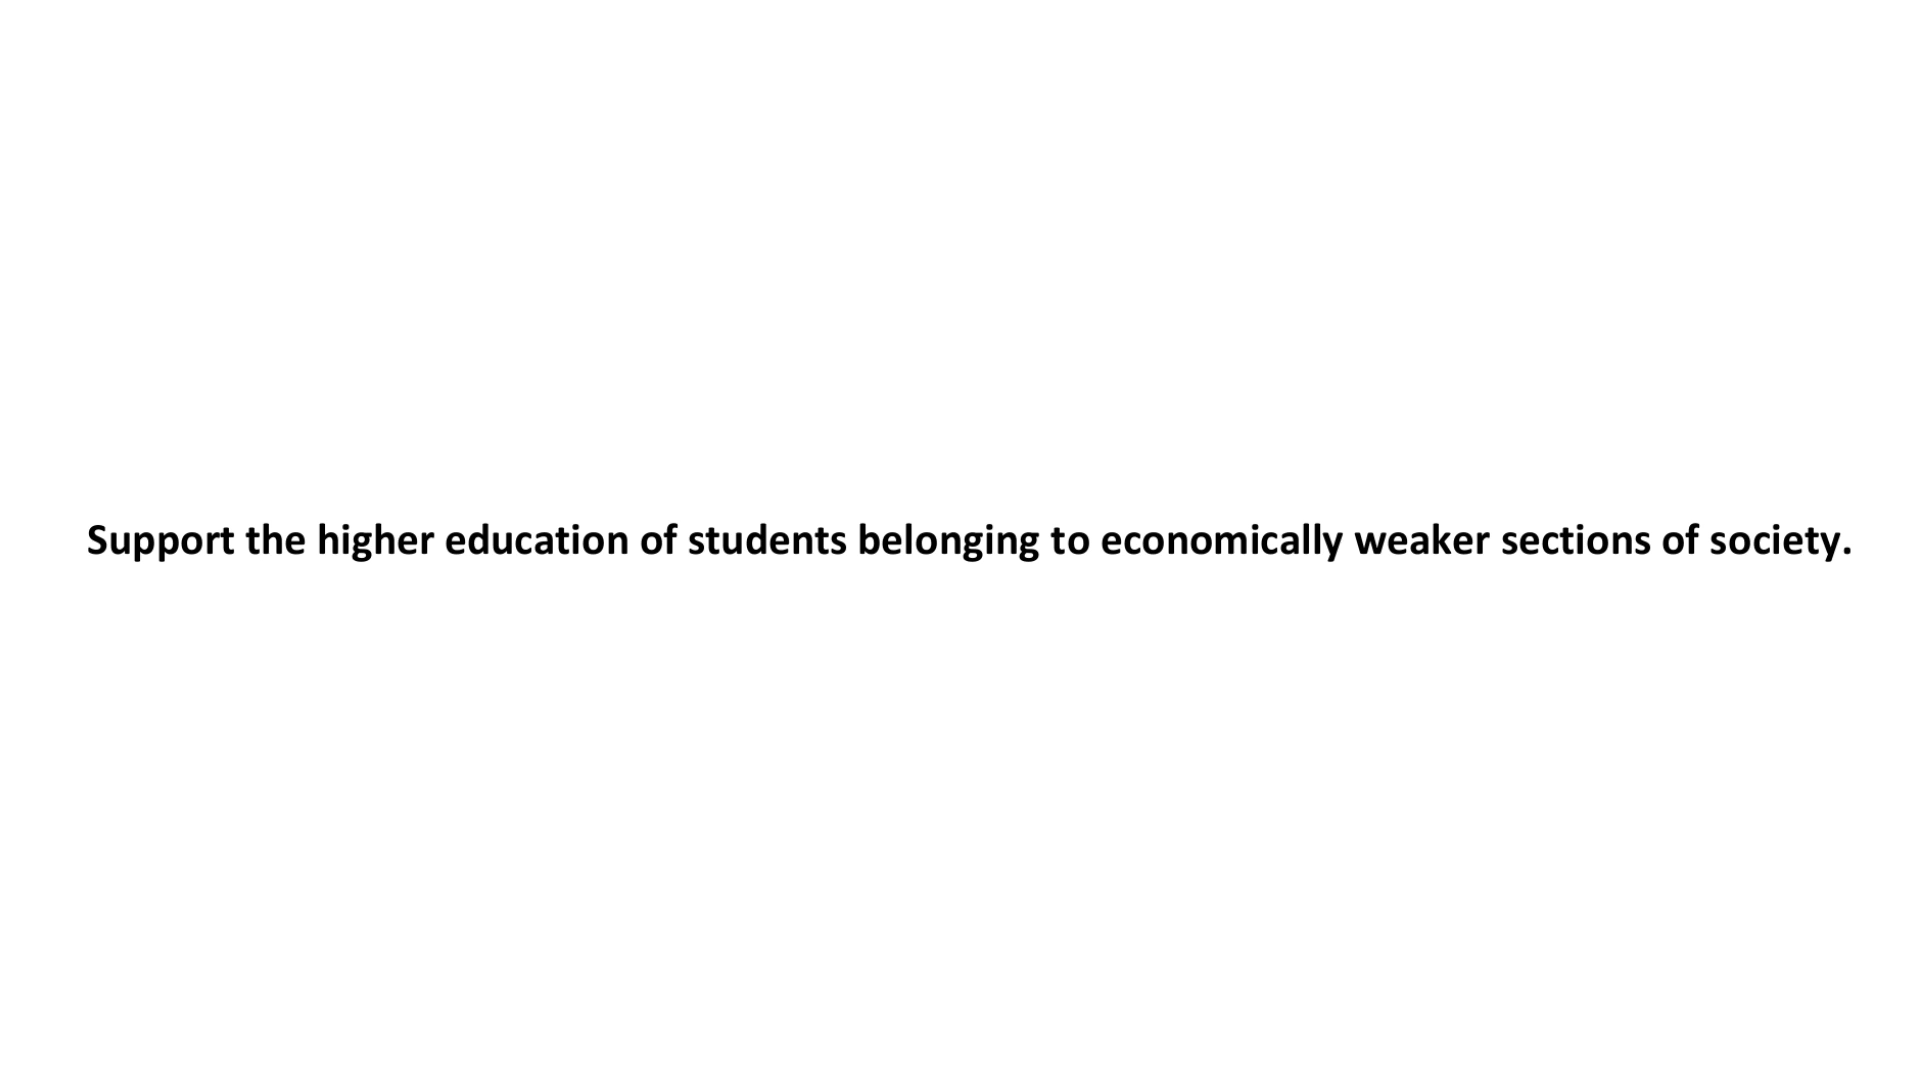 Support the higher education of students belonging to economically weaker sections of society.